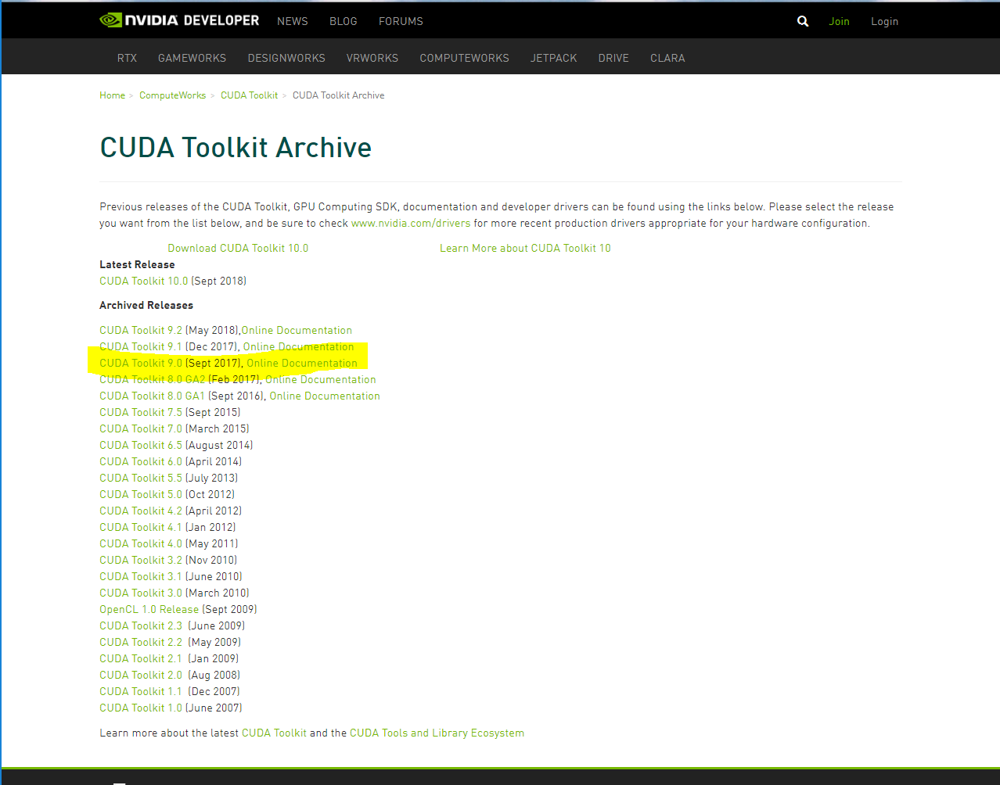 NVIDIA DEVELOPER NEWS BLOG FORUMS Join Login
RTX GAMEWORKS DESIGNWORKS VRWORKS COMPUTEWORKS JETPACK DRIVE CLARA
Home > ComputeWorks > CUDA Toolkit > CUDA Toolkit Archive
CUDA Toolkit Archive
Previous releases of the CUDA Toolkit, GPU Computing SDK, documentation and developer drivers can be found using the links below. Please select the release
you want from the list below, and be sure to check www.nvidia.com/drivers for more recent production drivers appropriate for your hardware configuration.
Download CUDA Toolkit 10.0 Learn More about CUDA Toolkit 10
Latest Release
CUDA Toolkit 10.0 (Sept 2018)
Archived Releases
CUDA Toolkit 9.2 (May 2018),Online Documentation
CUDA Toolkit 9.1 (Dec 2017), Online Documentation
CUDA Toolkit 9.0 (Sept 2017), Online Documentation
CUDA Toolkit 8.0 GA2 (Feb 2017), Online Documentation
CUDA Toolkit 8.0 GA1 (Sept 2016), Online Documentation
CUDA Toolkit 7.5 (Sept 2015)
CUDA Toolkit 7.0 (March 2015)
CUDA Toolkit 6.5 (August 2014)
CUDA Toolkit 6.0 (April 2014)
CUDA Toolkit 5.5 (July 2013)
CUDA Toolkit 5.0 (Oct 2012)
CUDA Toolkit 4.2 (April 2012)
CUDA Toolkit 4.1 (Jan 2012)
CUDA Toolkit 4.0 (May 2011)
CUDA Toolkit 3.2 (Nov 2010)
CUDA Toolkit 3.1 (June 2010)
CUDA Toolkit 3.0 (March 2010)
OpenCL 1.0 Release (Sept 2009)
CUDA Toolkit 2.3 (June 2009)
CUDA Toolkit 2.2 (May 2009)
CUDA Toolkit 2.1 (Jan 2009)
CUDA Toolkit 2.0 (Aug 2008)
CUDA Toolkit 1.1 (Dec 2007)
CUDA Toolkit 1.0 (June 2007)
Learn more about the latest CUDA Toolkit and the CUDA Tools and Library Ecosystem